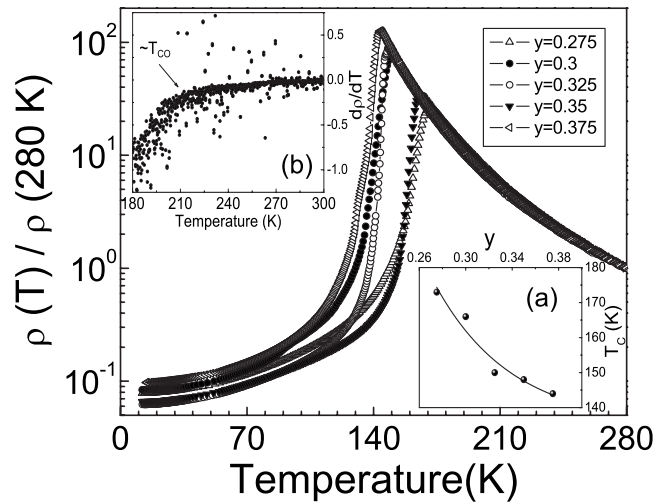 ρ (T) / ρ (280 K)
10²
10¹
10⁰
10⁻¹
~T_CO
(b)
dρ/dT
0.0
-0.5
-1.0
180 210 240 270 300
Temperature (K)
y=0.275
y=0.3
y=0.325
y=0.35
y=0.375
y
0.26 0.30 0.34 0.38
(a)
T_C (K)
180
170
160
150
140
0 70 140 210 280
Temperature(K)